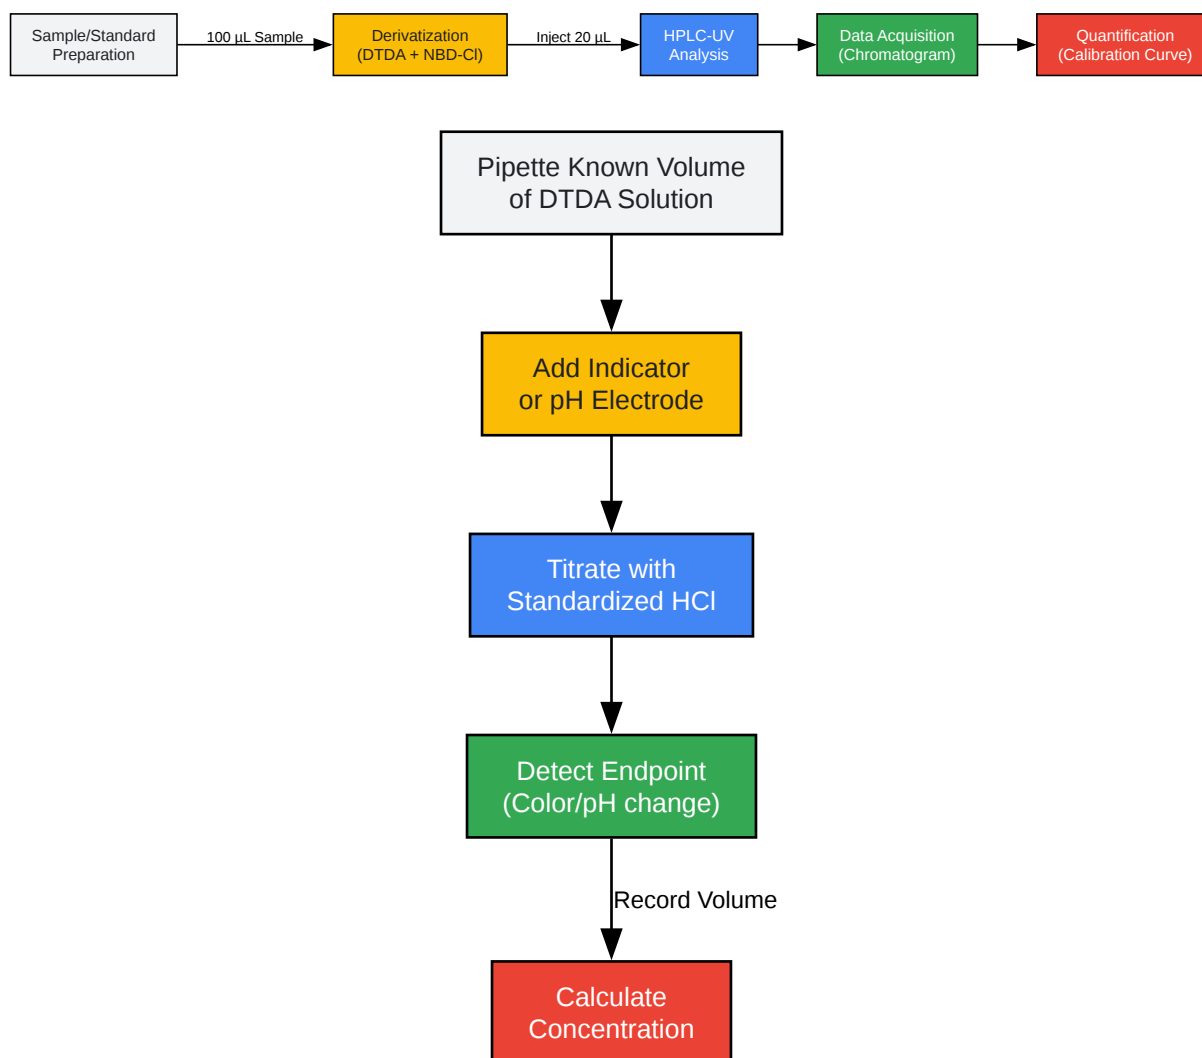 Sample/Standard
Preparation
100 µL Sample
Derivatization
(DTDA + NBD-Cl)
Inject 20 µL
HPLC-UV
Analysis
Data Acquisition
(Chromatogram)
Quantification
(Calibration Curve)
Pipette Known Volume
of DTDA Solution
Add Indicator
or pH Electrode
Titrate with
Standardized HCl
Detect Endpoint
(Color/pH change)
Record Volume
Calculate
Concentration